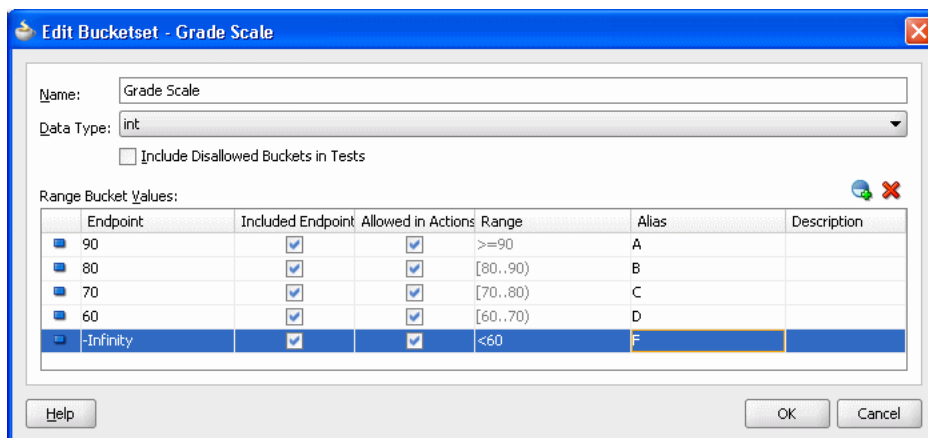 Edit Bucketset - Grade Scale
Name: Grade Scale
Data Type: int
Include Disallowed Buckets in Tests
Range Bucket Values:
Endpoint Included Endpoint Allowed in Actions Range Alias Description
90 >=90 A
80 [80..90) B
70 [70..80) C
60 [60..70) D
-Infinity <60 F
Help OK Cancel